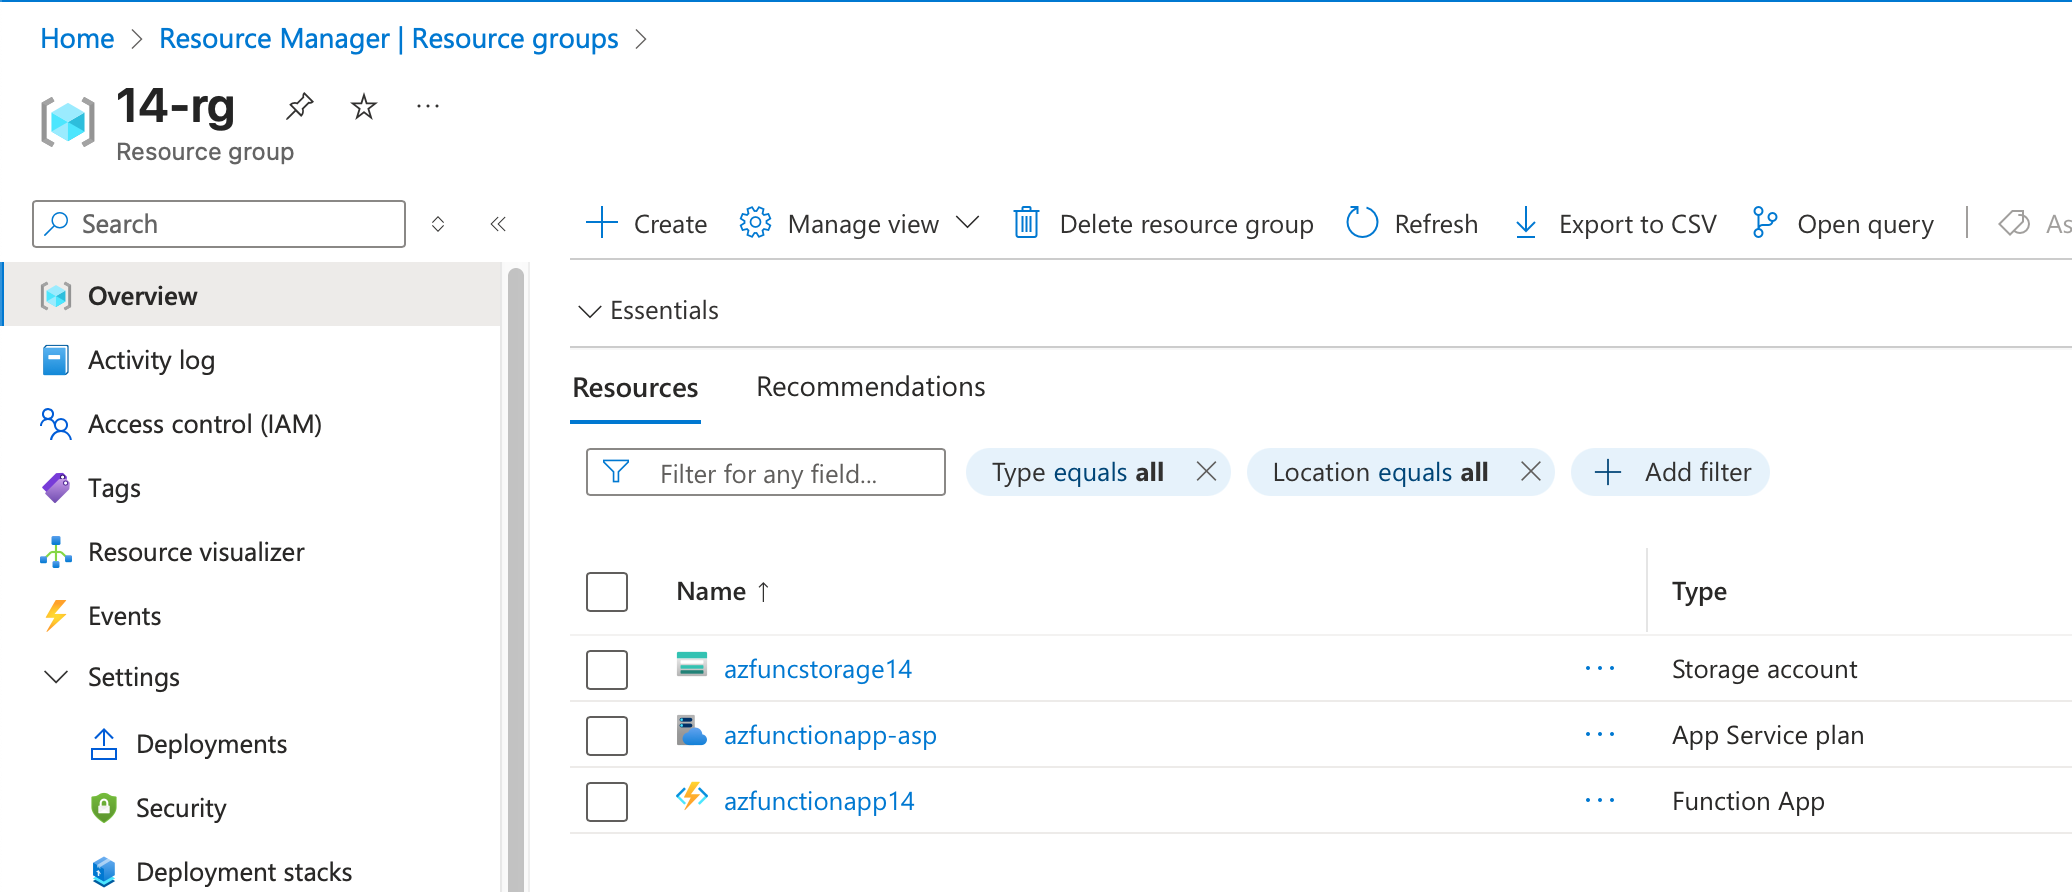 Home > Resource Manager | Resource groups >
14-rg
Resource group
Search
Create Manage view Delete resource group Refresh Export to CSV Open query As
Overview
Activity log
Access control (IAM)
Tags
Resource visualizer
Events
Settings
Deployments
Security
Deployment stacks
Essentials
Resources Recommendations
Filter for any field... Type equals all Location equals all Add filter
Name ↑ Type
azfuncstorage14 ... Storage account
azfunctionapp-asp ... App Service plan
azfunctionapp14 ... Function App